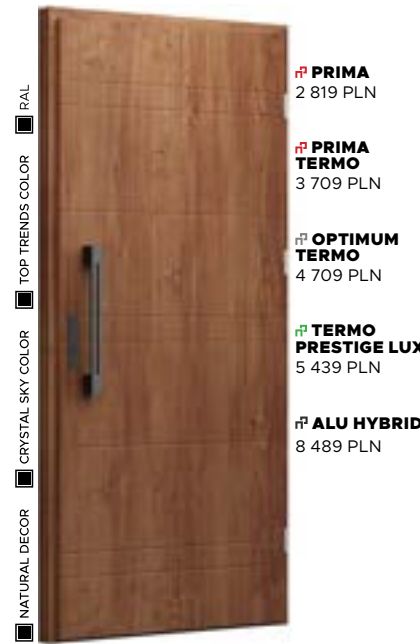 RAL
TOP TRENDS COLOR
CRYSTAL SKY COLOR
NATURAL DECOR
PRIMA
2 819 PLN
PRIMA
TERMO
3 709 PLN
OPTIMUM
TERMO
4 709 PLN
TERMO
PRESTIGE LUX
5 439 PLN
ALU HYBRID
8 489 PLN